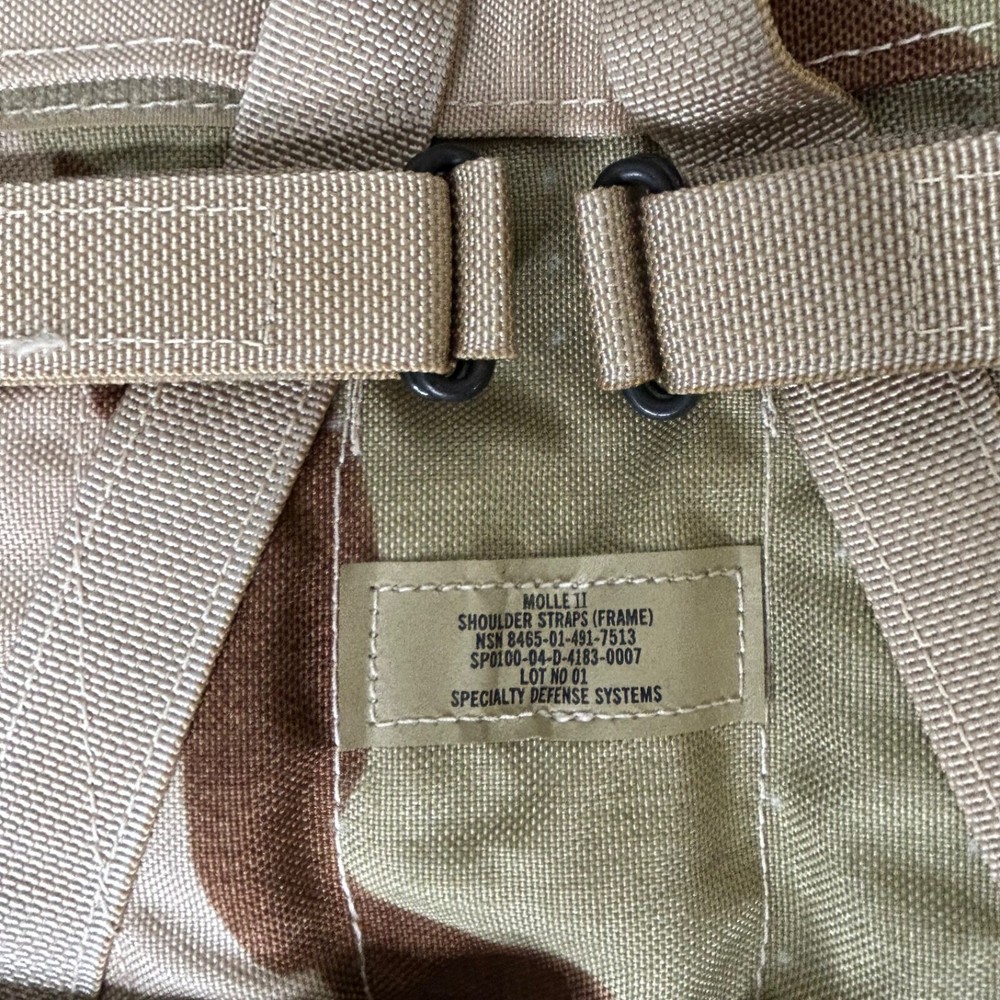 MOLLE II
SHOULDER STRAPS (FRAME)
NSN 8465-01-491-7513
SP0100-04-D-4183-0007
LOT NO 01
SPECIALTY DEFENSE SYSTEMS